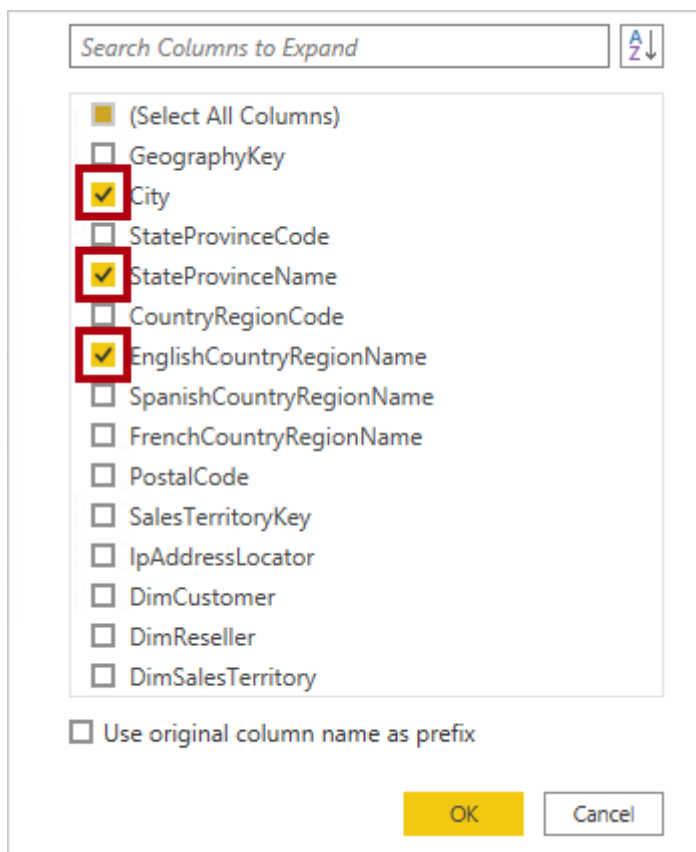 Search Columns to Expand
(Select All Columns)
GeographyKey
City
StateProvinceCode
StateProvinceName
CountryRegionCode
EnglishCountryRegionName
SpanishCountryRegionName
FrenchCountryRegionName
PostalCode
SalesTerritoryKey
IpAddressLocator
DimCustomer
DimReseller
DimSalesTerritory
Use original column name as prefix
OK Cancel